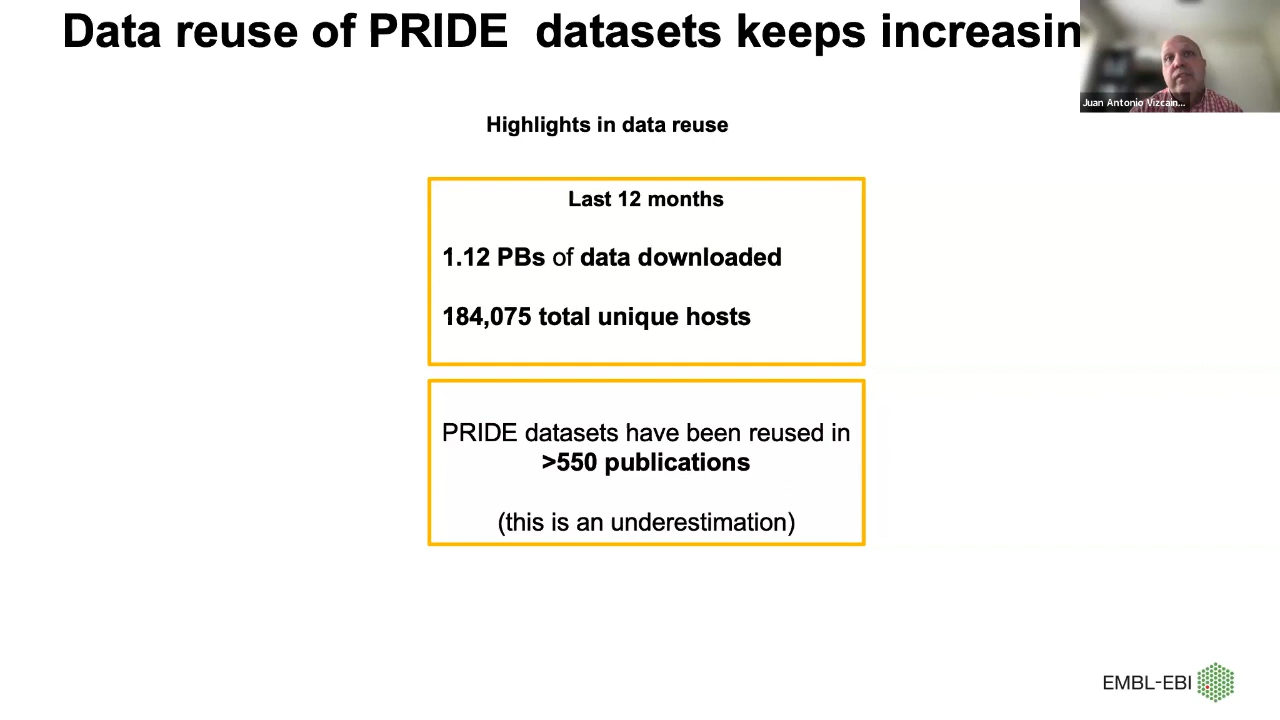 Data reuse of PRIDE datasets keeps increasin
Juan Antonio Vizcain...
Highlights in data reuse
Last 12 months
1.12 PBs of data downloaded
184,075 total unique hosts
PRIDE datasets have been reused in
>550 publications
(this is an underestimation)
EMBL-EBI